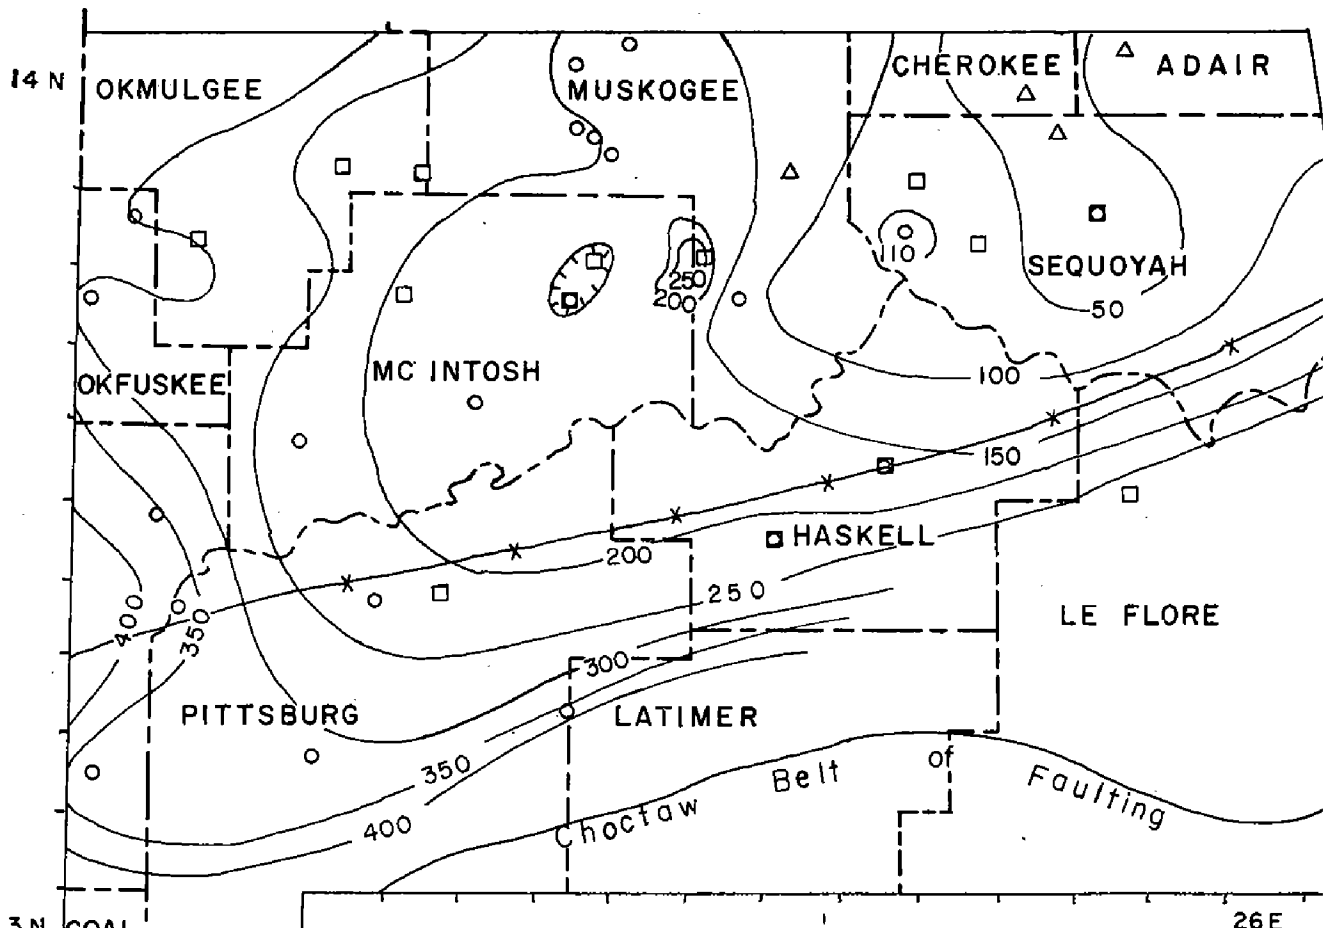 14 N
OKMULGEE
MUSKOGEE
CHEROKEE
ADAIR
110
SEQUOYAH
250
200
50
OKFUSKEE
MC INTOSH
100
150
HASKELL
200
250
400
350
LE FLORE
300
PITTSBURG
LATIMER
350
400
Choctaw Belt of Faulting
3 N COAL
26 E